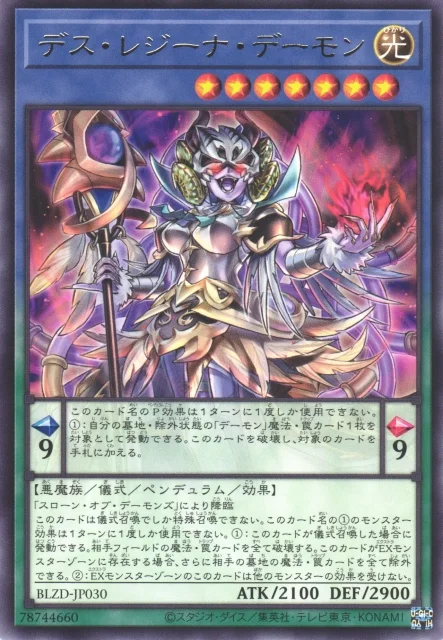 デス・レジーナ・デーモン
光
このカード名のP効果は1ターンに1度しか使用できない。
①：自分の墓地・除外状態の「デーモン」魔法・罠カード1枚を
対象として発動できる。このカードを破壊し、対象のカードを
手札に加える。
9
9
【悪魔族／儀式／ペンデュラム／効果】
「スローン・オブ・デーモンズ」により降臨
このカードは儀式召喚でしか特殊召喚できない。このカード名の①のモンスター
効果は1ターンに1度しか使用できない。①：このカードが儀式召喚した場合に
発動できる。相手フィールドの魔法・罠カードを全て破壊する。このカードがEXモン
スターゾーンに存在する場合、さらに相手の墓地の魔法・罠カードを全て除外
できる。②：EXモンスターゾーンのこのカードは他のモンスターの効果を受けない。
BLZD-JP030
ATK/2100 DEF/2900
78744660
©スタジオ・ダイス／集英社・テレビ東京・KONAMI